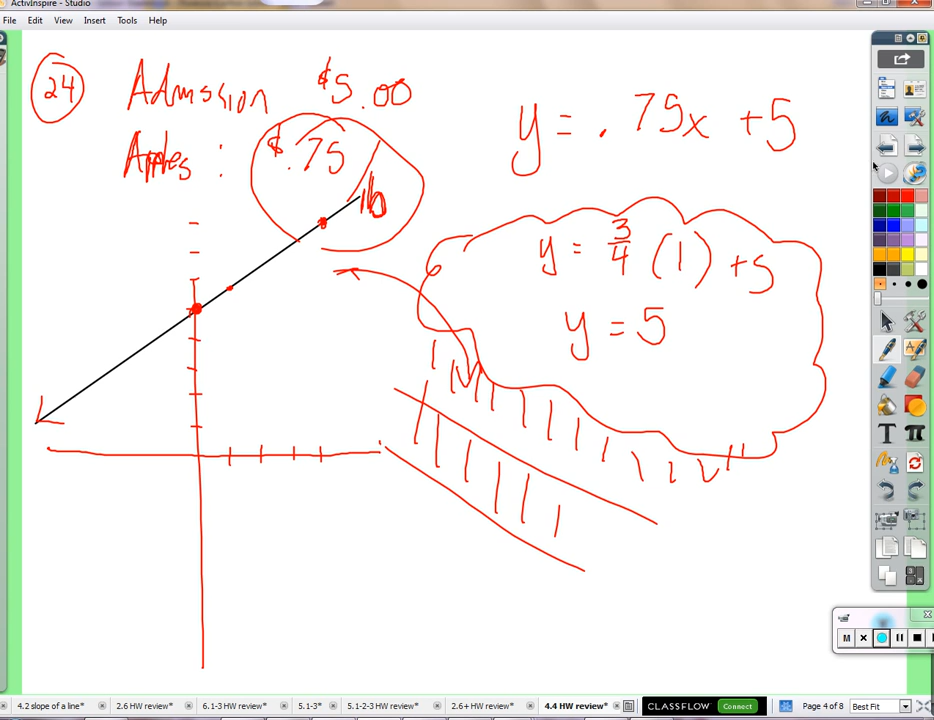 ActivInspire - Studio
File Edit View Insert Tools Help
24
Admission $5.00
Apples: $.75/lb
y = .75x + 5
y = 3/4 (1) + 5
y = 5
4.2 slope of a line* 2.6 HW review* 6.1-3 HW review* 5.1-3* 5.1-2-3 HW review* 2.6+ HW review* 4.4 HW review* CLASSFLOW Connect Page 4 of 8 Best Fit